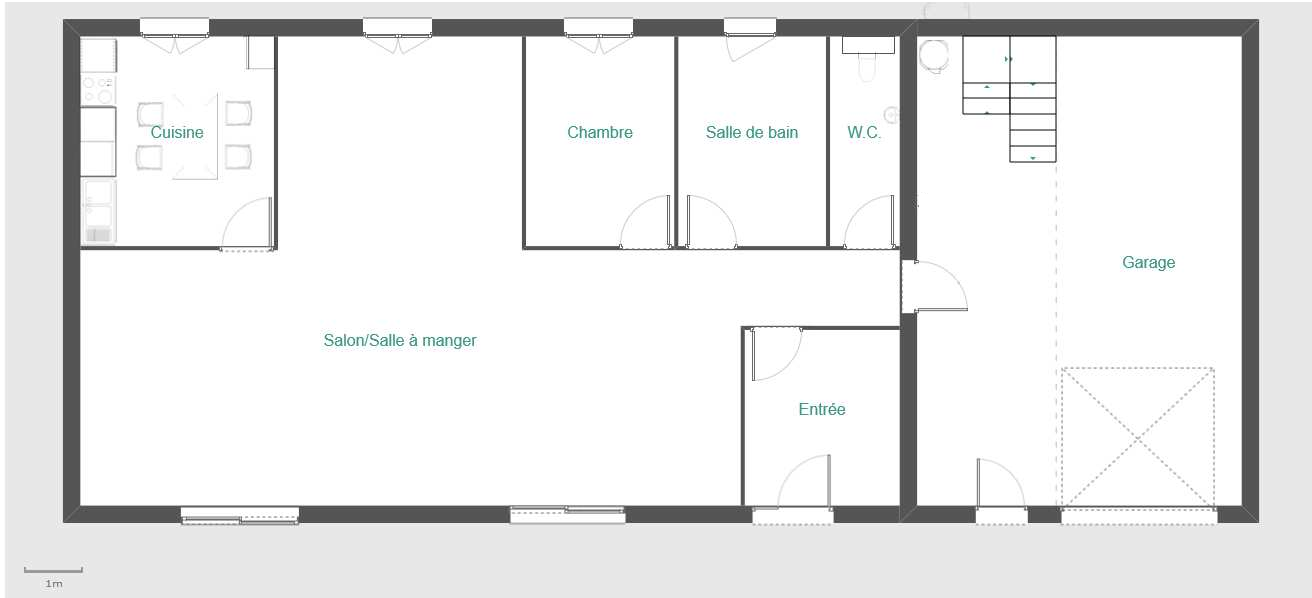 Cuisine
Chambre
Salle de bain
W.C.
Garage
Salon/Salle à manger
Entrée
1m